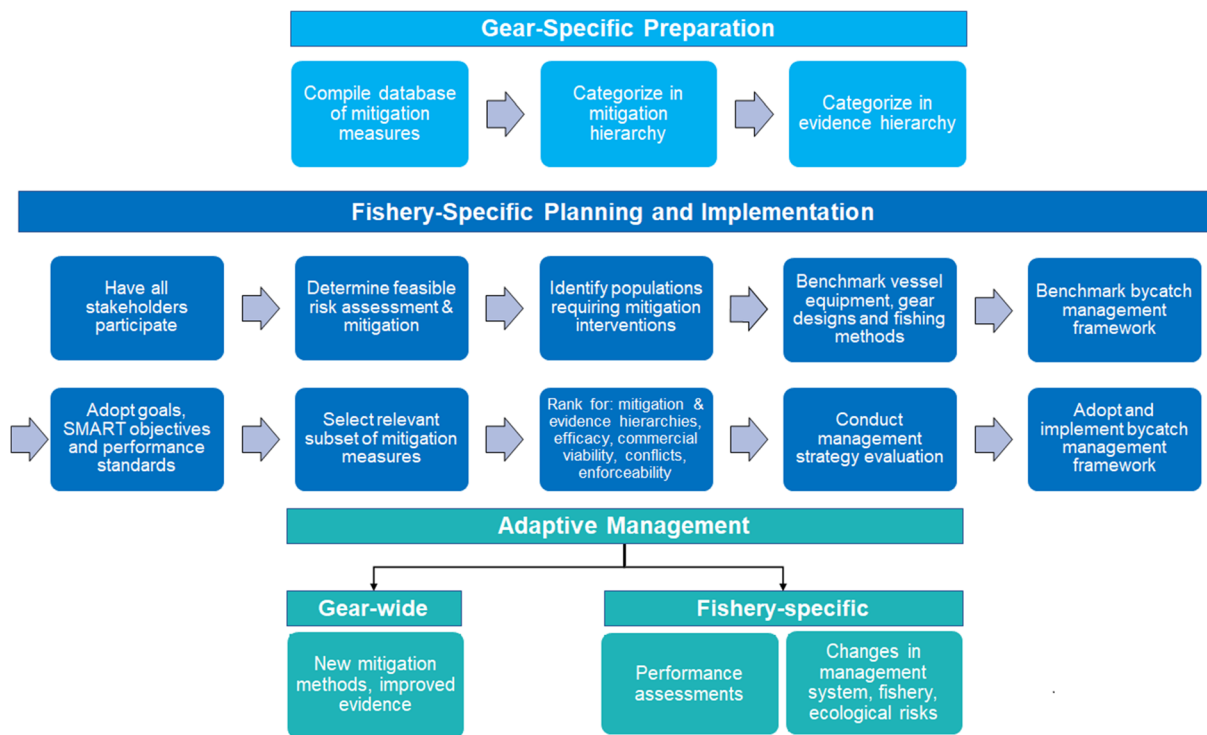 Gear-Specific Preparation
Compile database
of mitigation
measures
Categorize in
mitigation
hierarchy
Categorize in
evidence hierarchy
Fishery-Specific Planning and Implementation
Have all
stakeholders
participate
Determine feasible
risk assessment &
mitigation
Identify populations
requiring mitigation
interventions
Benchmark vessel
equipment, gear
designs and fishing
methods
Benchmark bycatch
management
framework
Adopt goals,
SMART objectives
and performance
standards
Select relevant
subset of mitigation
measures
Rank for: mitigation &
evidence hierarchies,
efficacy, commercial
viability, conflicts,
enforceability
Conduct
management
strategy evaluation
Adopt and
implement bycatch
management
framework
Adaptive Management
Gear-wide
New mitigation
methods, improved
evidence
Fishery-specific
Performance
assessments
Changes in
management
system, fishery,
ecological risks